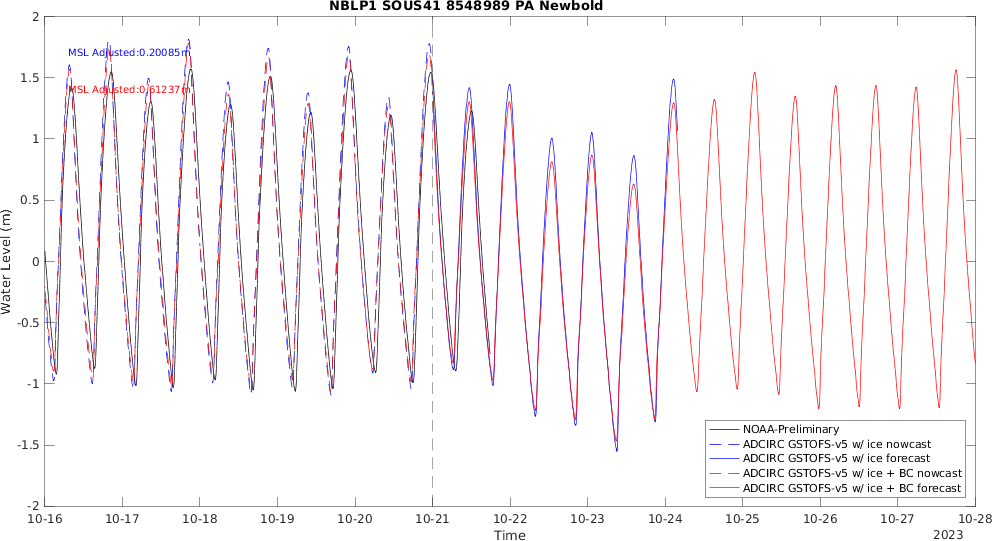 NBLP1 SOUS41 8548989 PA Newbold
MSL Adjusted:0.20085m
MSL Adjusted:0.61237m
Water Level (m)
2
1.5
1
0.5
0
-0.5
-1
-1.5
-2
NOAA-Preliminary
ADCIRC GSTOFS-v5 w/ ice nowcast
ADCIRC GSTOFS-v5 w/ ice forecast
ADCIRC GSTOFS-v5 w/ ice + BC nowcast
ADCIRC GSTOFS-v5 w/ ice + BC forecast
10-16 10-17 10-18 10-19 10-20 10-21 10-22 10-23 10-24 10-25 10-26 10-27 10-28
Time
2023